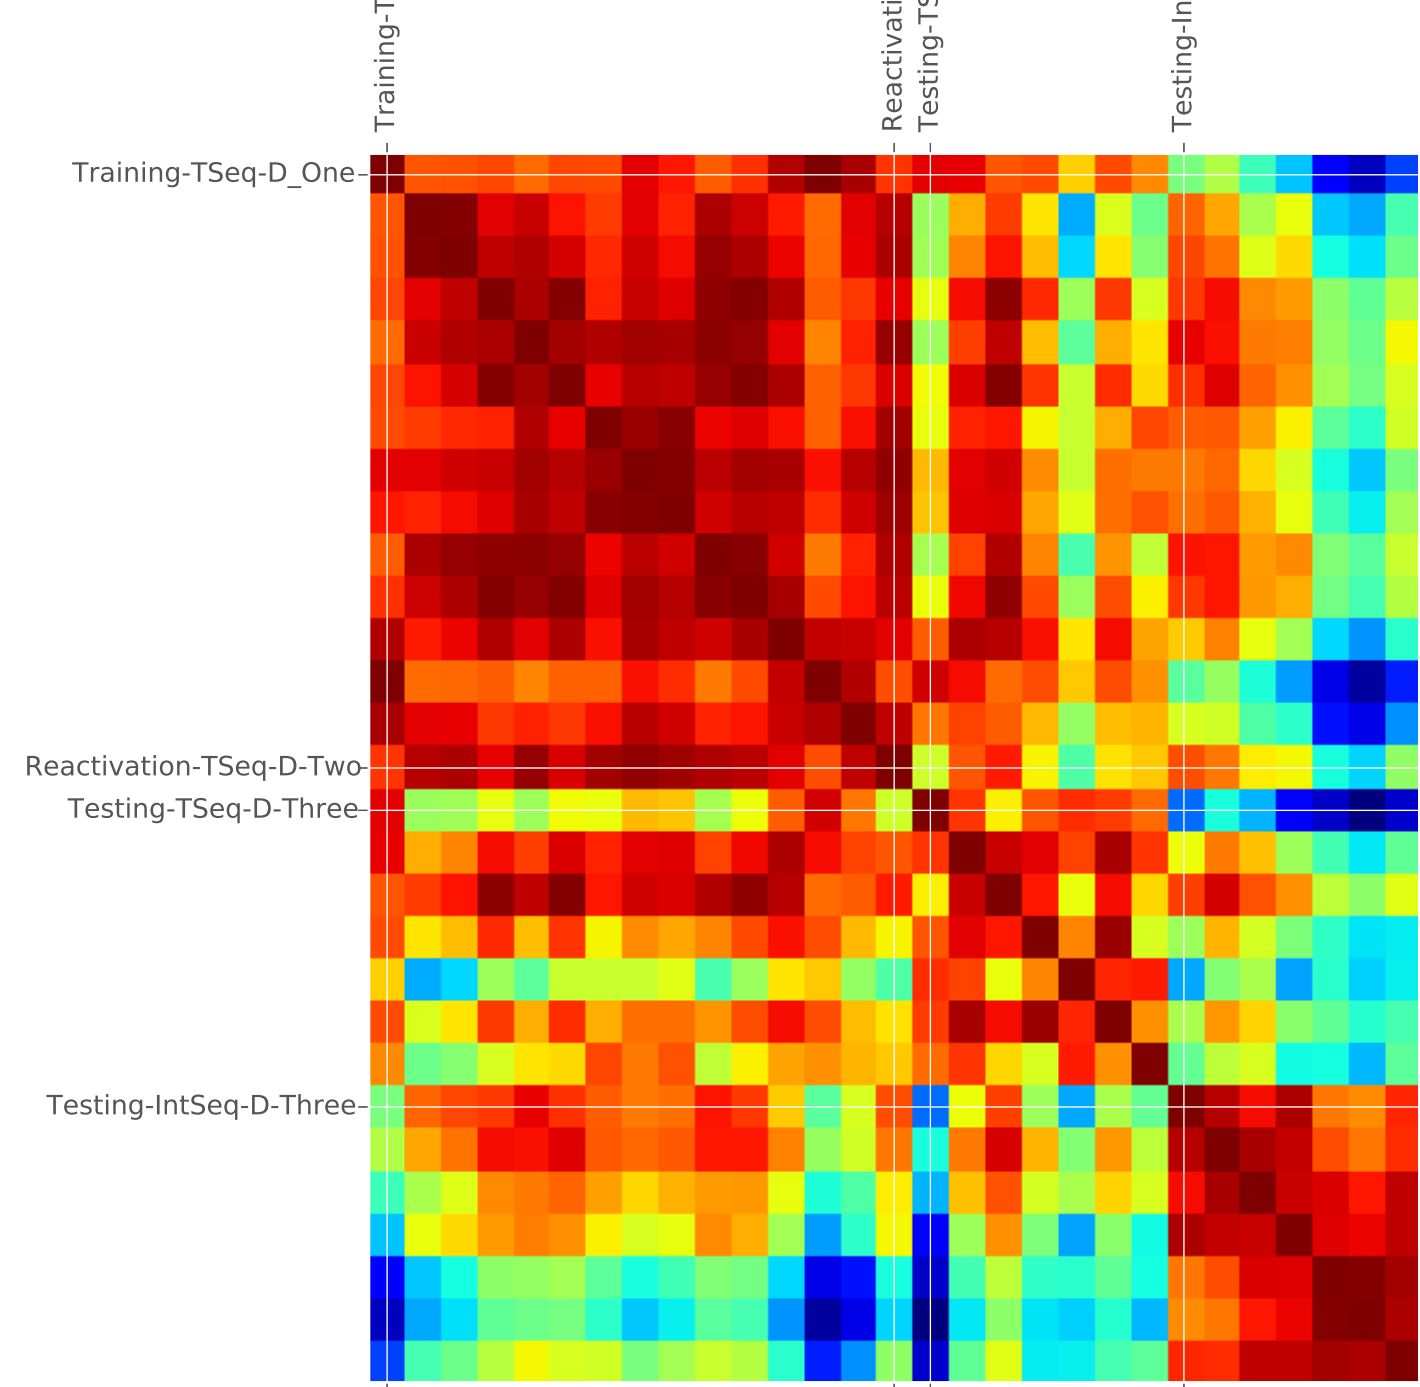 Training-T
Reactivati
Testing-TS
Testing-In
Training-TSeq-D_One
Reactivation-TSeq-D-Two
Testing-TSeq-D-Three
Testing-IntSeq-D-Three